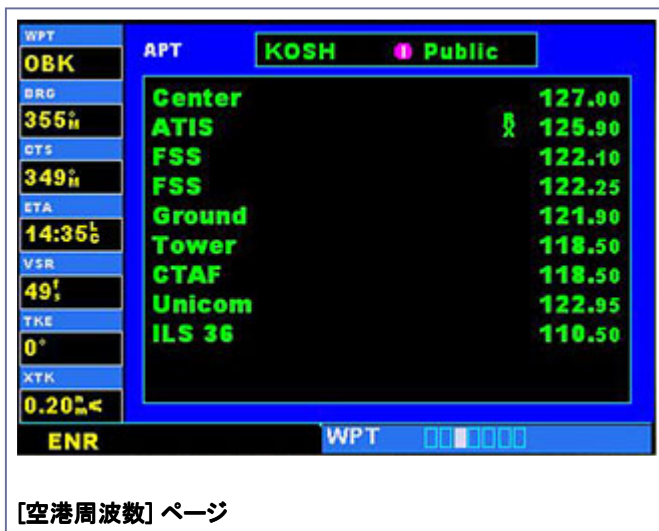 WPT
OBK
BRG
355°M
CTS
349°M
ETA
14:35Lc
VSR
49fs
TKE
0°
XTK
0.20nm<
ENR
APT KOSH Public
Center 127.00
ATIS RX 125.90
FSS 122.10
FSS 122.25
Ground 121.90
Tower 118.50
CTAF 118.50
Unicom 122.95
ILS 36 110.50
WPT
[空港周波数] ページ